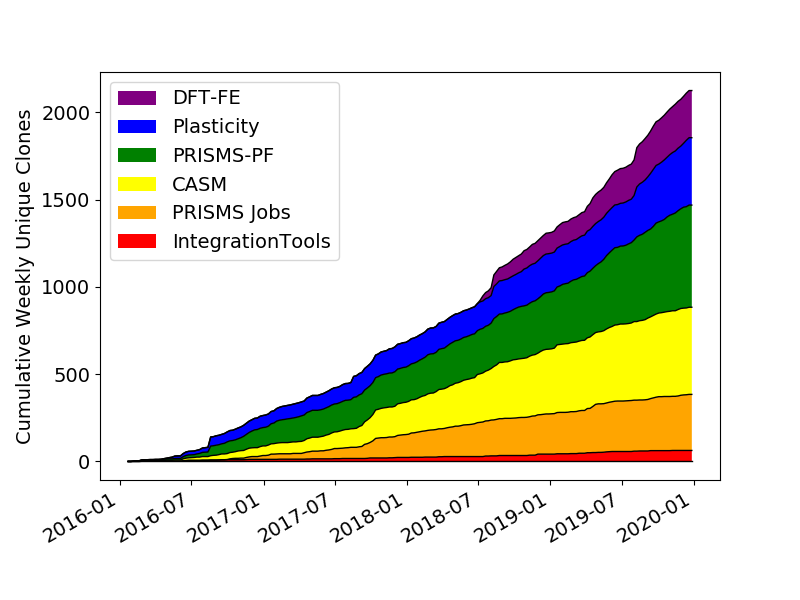 Cumulative Weekly Unique Clones
2000
1500
1000
500
0
DFT-FE
Plasticity
PRISMS-PF
CASM
PRISMS Jobs
IntegrationTools
2016-01
2016-07
2017-01
2017-07
2018-01
2018-07
2019-01
2019-07
2020-01